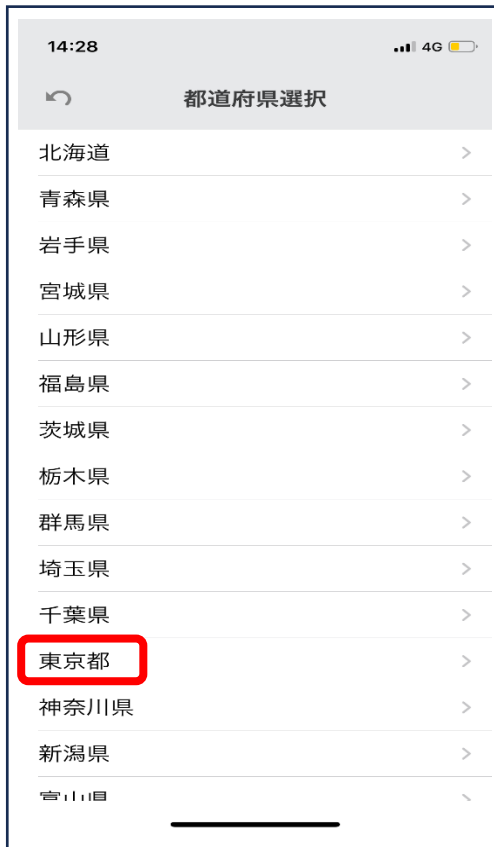 14:28 4G
都道府県選択
北海道
青森県
岩手県
宮城県
山形県
福島県
茨城県
栃木県
群馬県
埼玉県
千葉県
東京都
神奈川県
新潟県